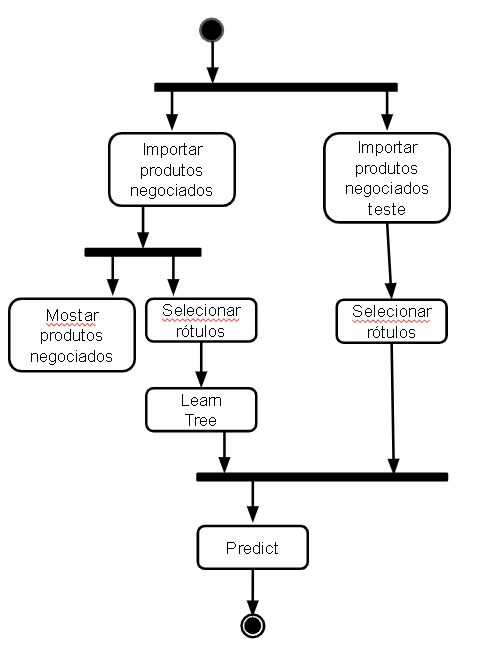 Importar
produtos
negociados
Importar
produtos
negociados
teste
Mostar
produtos
negociados
Selecionar
rótulos
Selecionar
rótulos
Learn
Tree
Predict